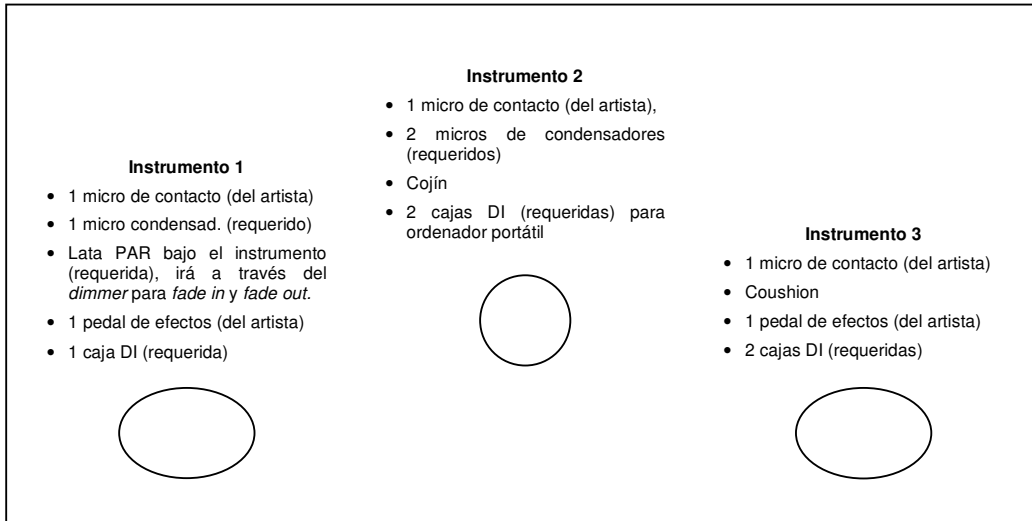 Instrumento 1
• 1 micro de contacto (del artista)
• 1 micro condensad. (requerido)
• Lata PAR bajo el instrumento
(requerida), irá a través del
dimmer para fade in y fade out.
• 1 pedal de efectos (del artista)
• 1 caja DI (requerida)
Instrumento 2
• 1 micro de contacto (del artista),
• 2 micros de condensadores
(requeridos)
• Cojín
• 2 cajas DI (requeridas) para
ordenador portátil
Instrumento 3
• 1 micro de contacto (del artista)
• Coushion
• 1 pedal de efectos (del artista)
• 2 cajas DI (requeridas)